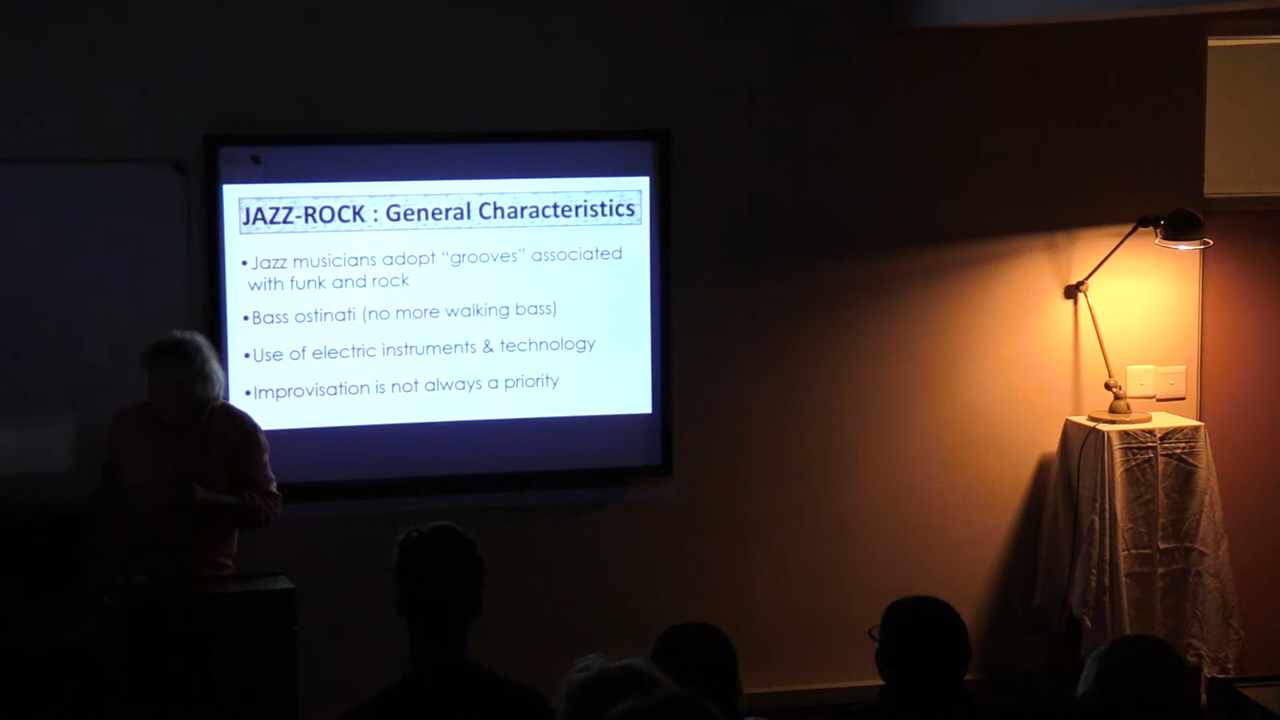 JAZZ-ROCK : General Characteristics
•Jazz musicians adopt “grooves” associated
with funk and rock
•Bass ostinati (no more walking bass)
•Use of electric instruments & technology
•Improvisation is not always a priority